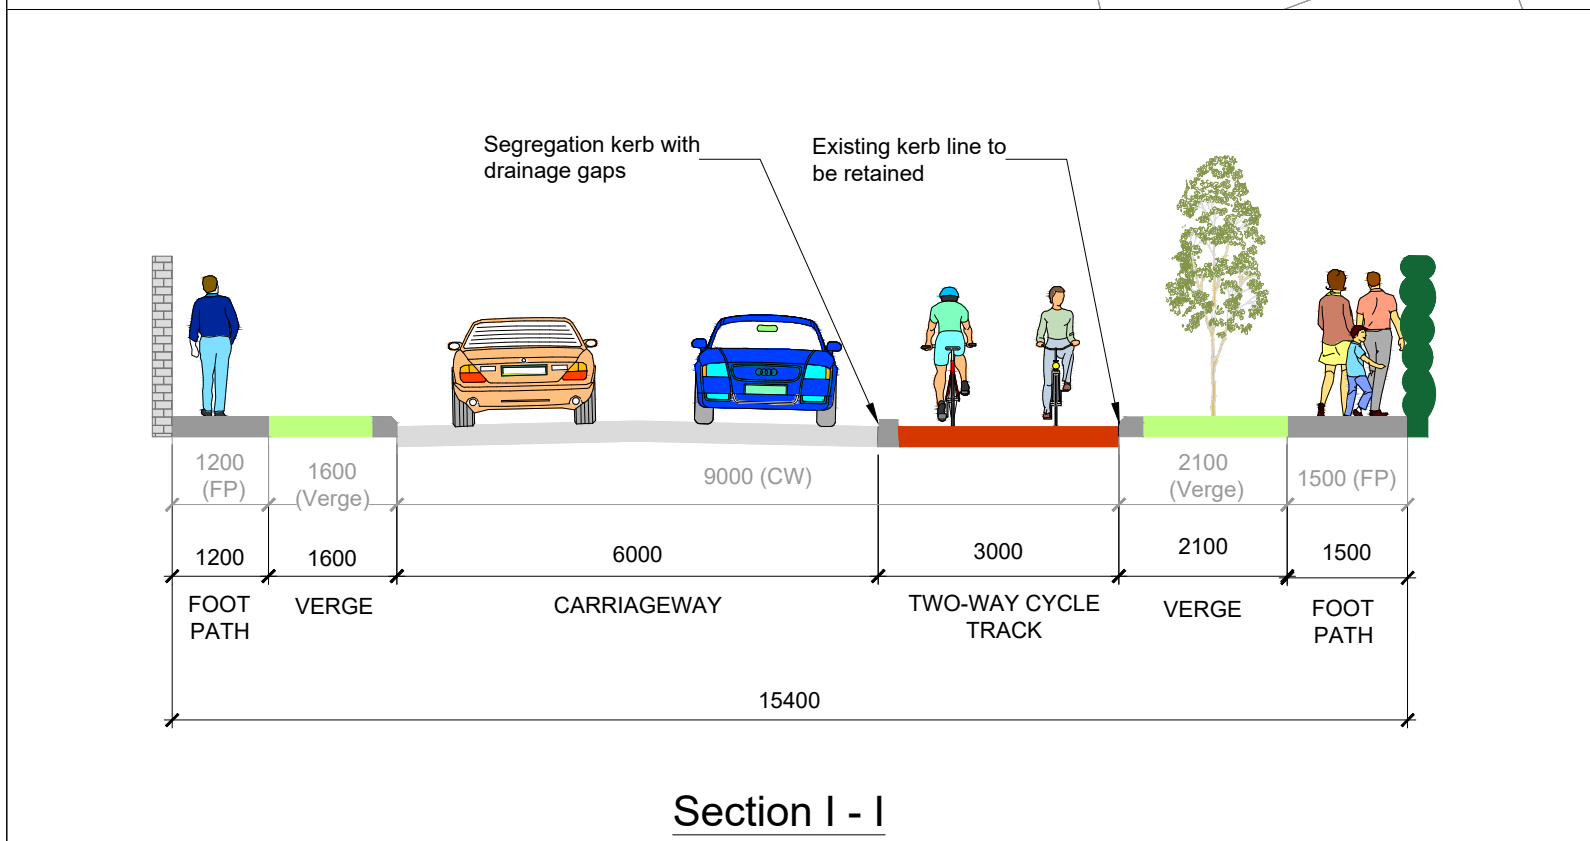 Segregation kerb with
drainage gaps
Existing kerb line to
be retained
1200
(FP)
1600
(Verge)
9000 (CW)
2100
(Verge)
1500 (FP)
1200
1600
6000
3000
2100
1500
FOOT
PATH
VERGE
CARRIAGEWAY
TWO-WAY CYCLE
TRACK
VERGE
FOOT
PATH
15400
Section I - I